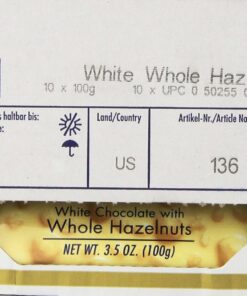 White Whole Haz
10 x 100g 10 x UPC 0 50255 0
s haltbar bis:
Land/Country
Artikel-Nr./Article No
US
136
White Chocolate with
Whole Hazelnuts
NET WT. 3.5 OZ. (100g)